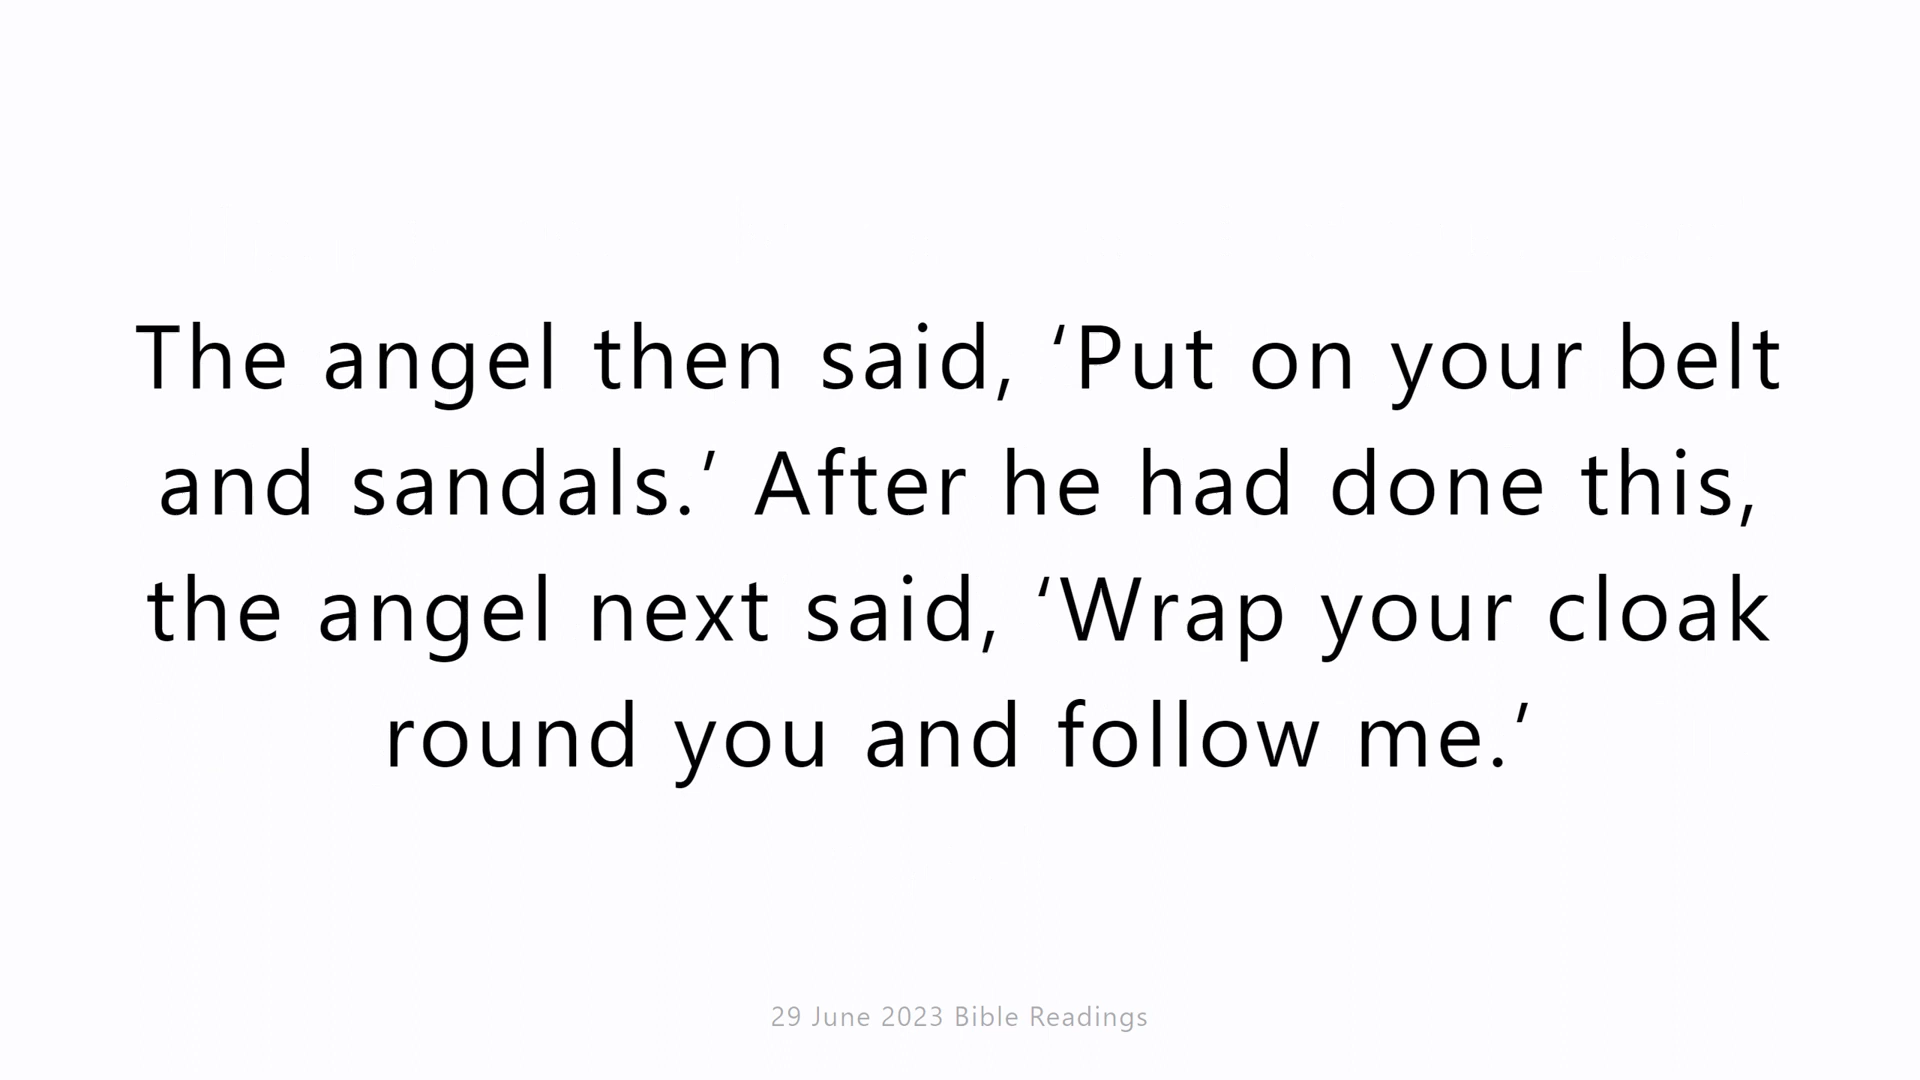 The angel then said, ‘Put on your belt
and sandals.’ After he had done this,
the angel next said, ‘Wrap your cloak
round you and follow me.’
29 June 2023 Bible Readings